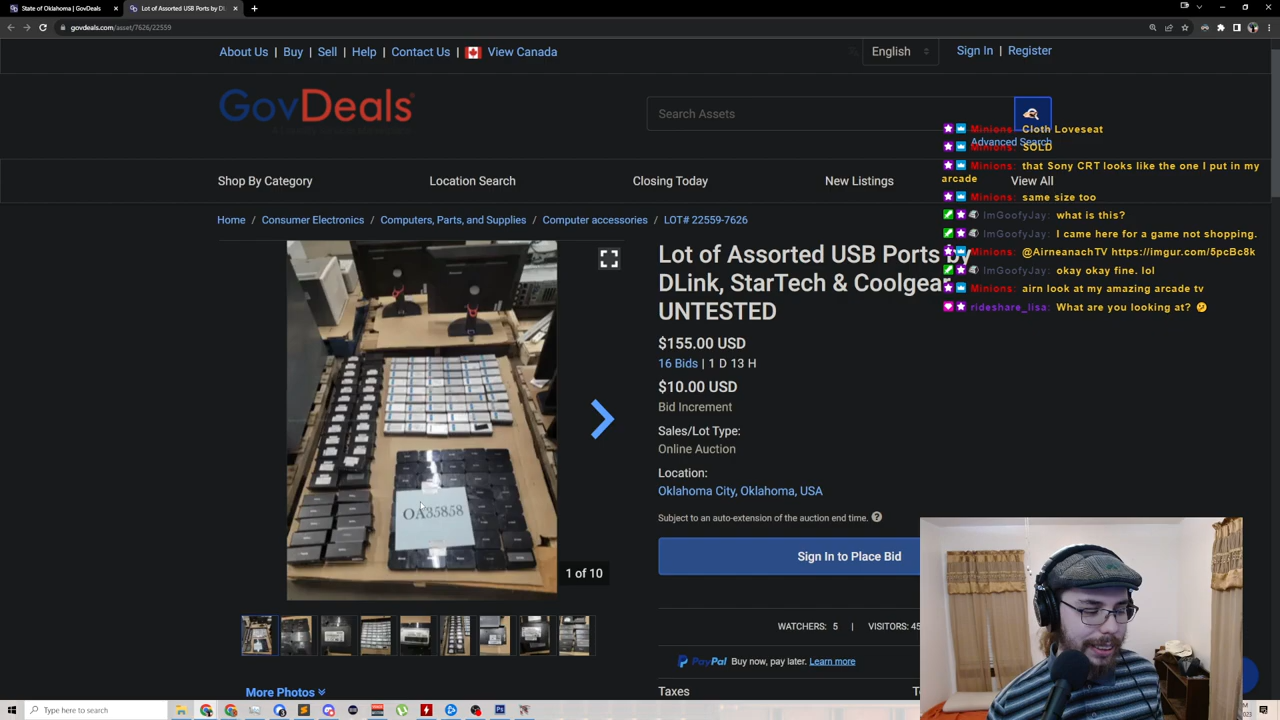 State of Oklahoma | GovDeals
Lot of Assorted USB Ports by DL
govdeals.com/asset/7626/22559
About Us | Buy | Sell | Help | Contact Us | View Canada
English
Sign In | Register
GovDeals
Search Assets
Advanced Search
Shop By Category
Location Search
Closing Today
New Listings
View All
Home / Consumer Electronics / Computers, Parts, and Supplies / Computer accessories / LOT# 22559-7626
Minions: Cloth Loveseat
Minions: SOLD
Minions: that Sony CRT looks like the one I put in my
arcade
Minions: same size too
ImGoofyJay: what is this?
ImGoofyJay: I came here for a game not shopping.
Minions: @AirneanachTV https://imgur.com/5pcBc8k
ImGoofyJay: okay okay fine. lol
Minions: airn look at my amazing arcade tv
rideshare_lisa: What are you looking at?
Lot of Assorted USB Ports by
DLink, StarTech & Coolgear
UNTESTED
$155.00 USD
16 Bids | 1 D 13 H
$10.00 USD
Bid Increment
Sales/Lot Type:
Online Auction
Location:
Oklahoma City, Oklahoma, USA
Subject to an auto-extension of the auction end time.
Sign In to Place Bid
OA35858
1 of 10
WATCHERS: 5 | VISITORS: 45
PayPal Buy now, pay later. Learn more
More Photos
Taxes
Type here to search